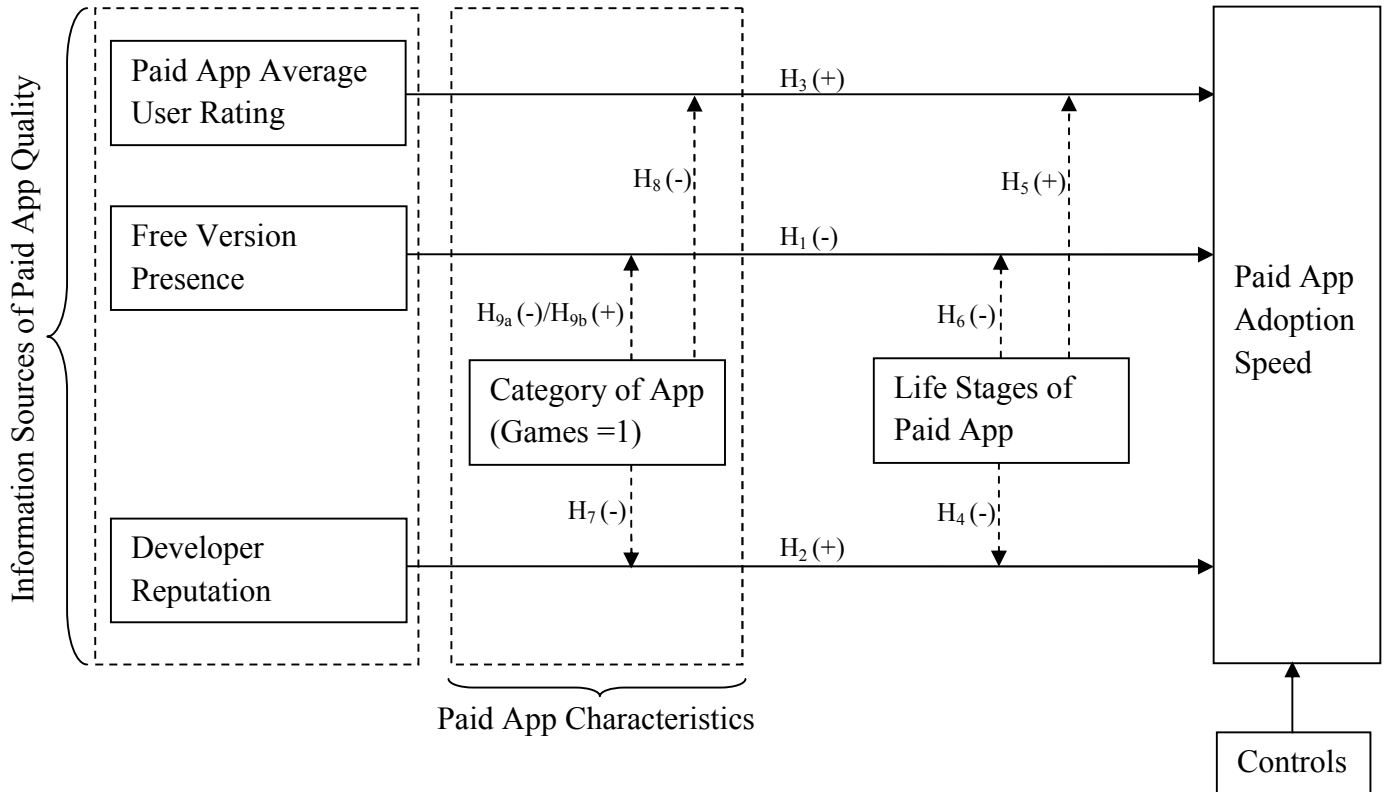 Information Sources of Paid App Quality
Paid App Average
User Rating
H₃ (+)
H₈ (-)
H₅ (+)
Free Version
Presence
H₁ (-)
H₉ₐ (-)/H₉b (+)
H₆ (-)
Paid App
Adoption
Speed
Category of App
(Games =1)
Life Stages of
Paid App
H₇ (-)
H₄ (-)
Developer
Reputation
H₂ (+)
Paid App Characteristics
Controls